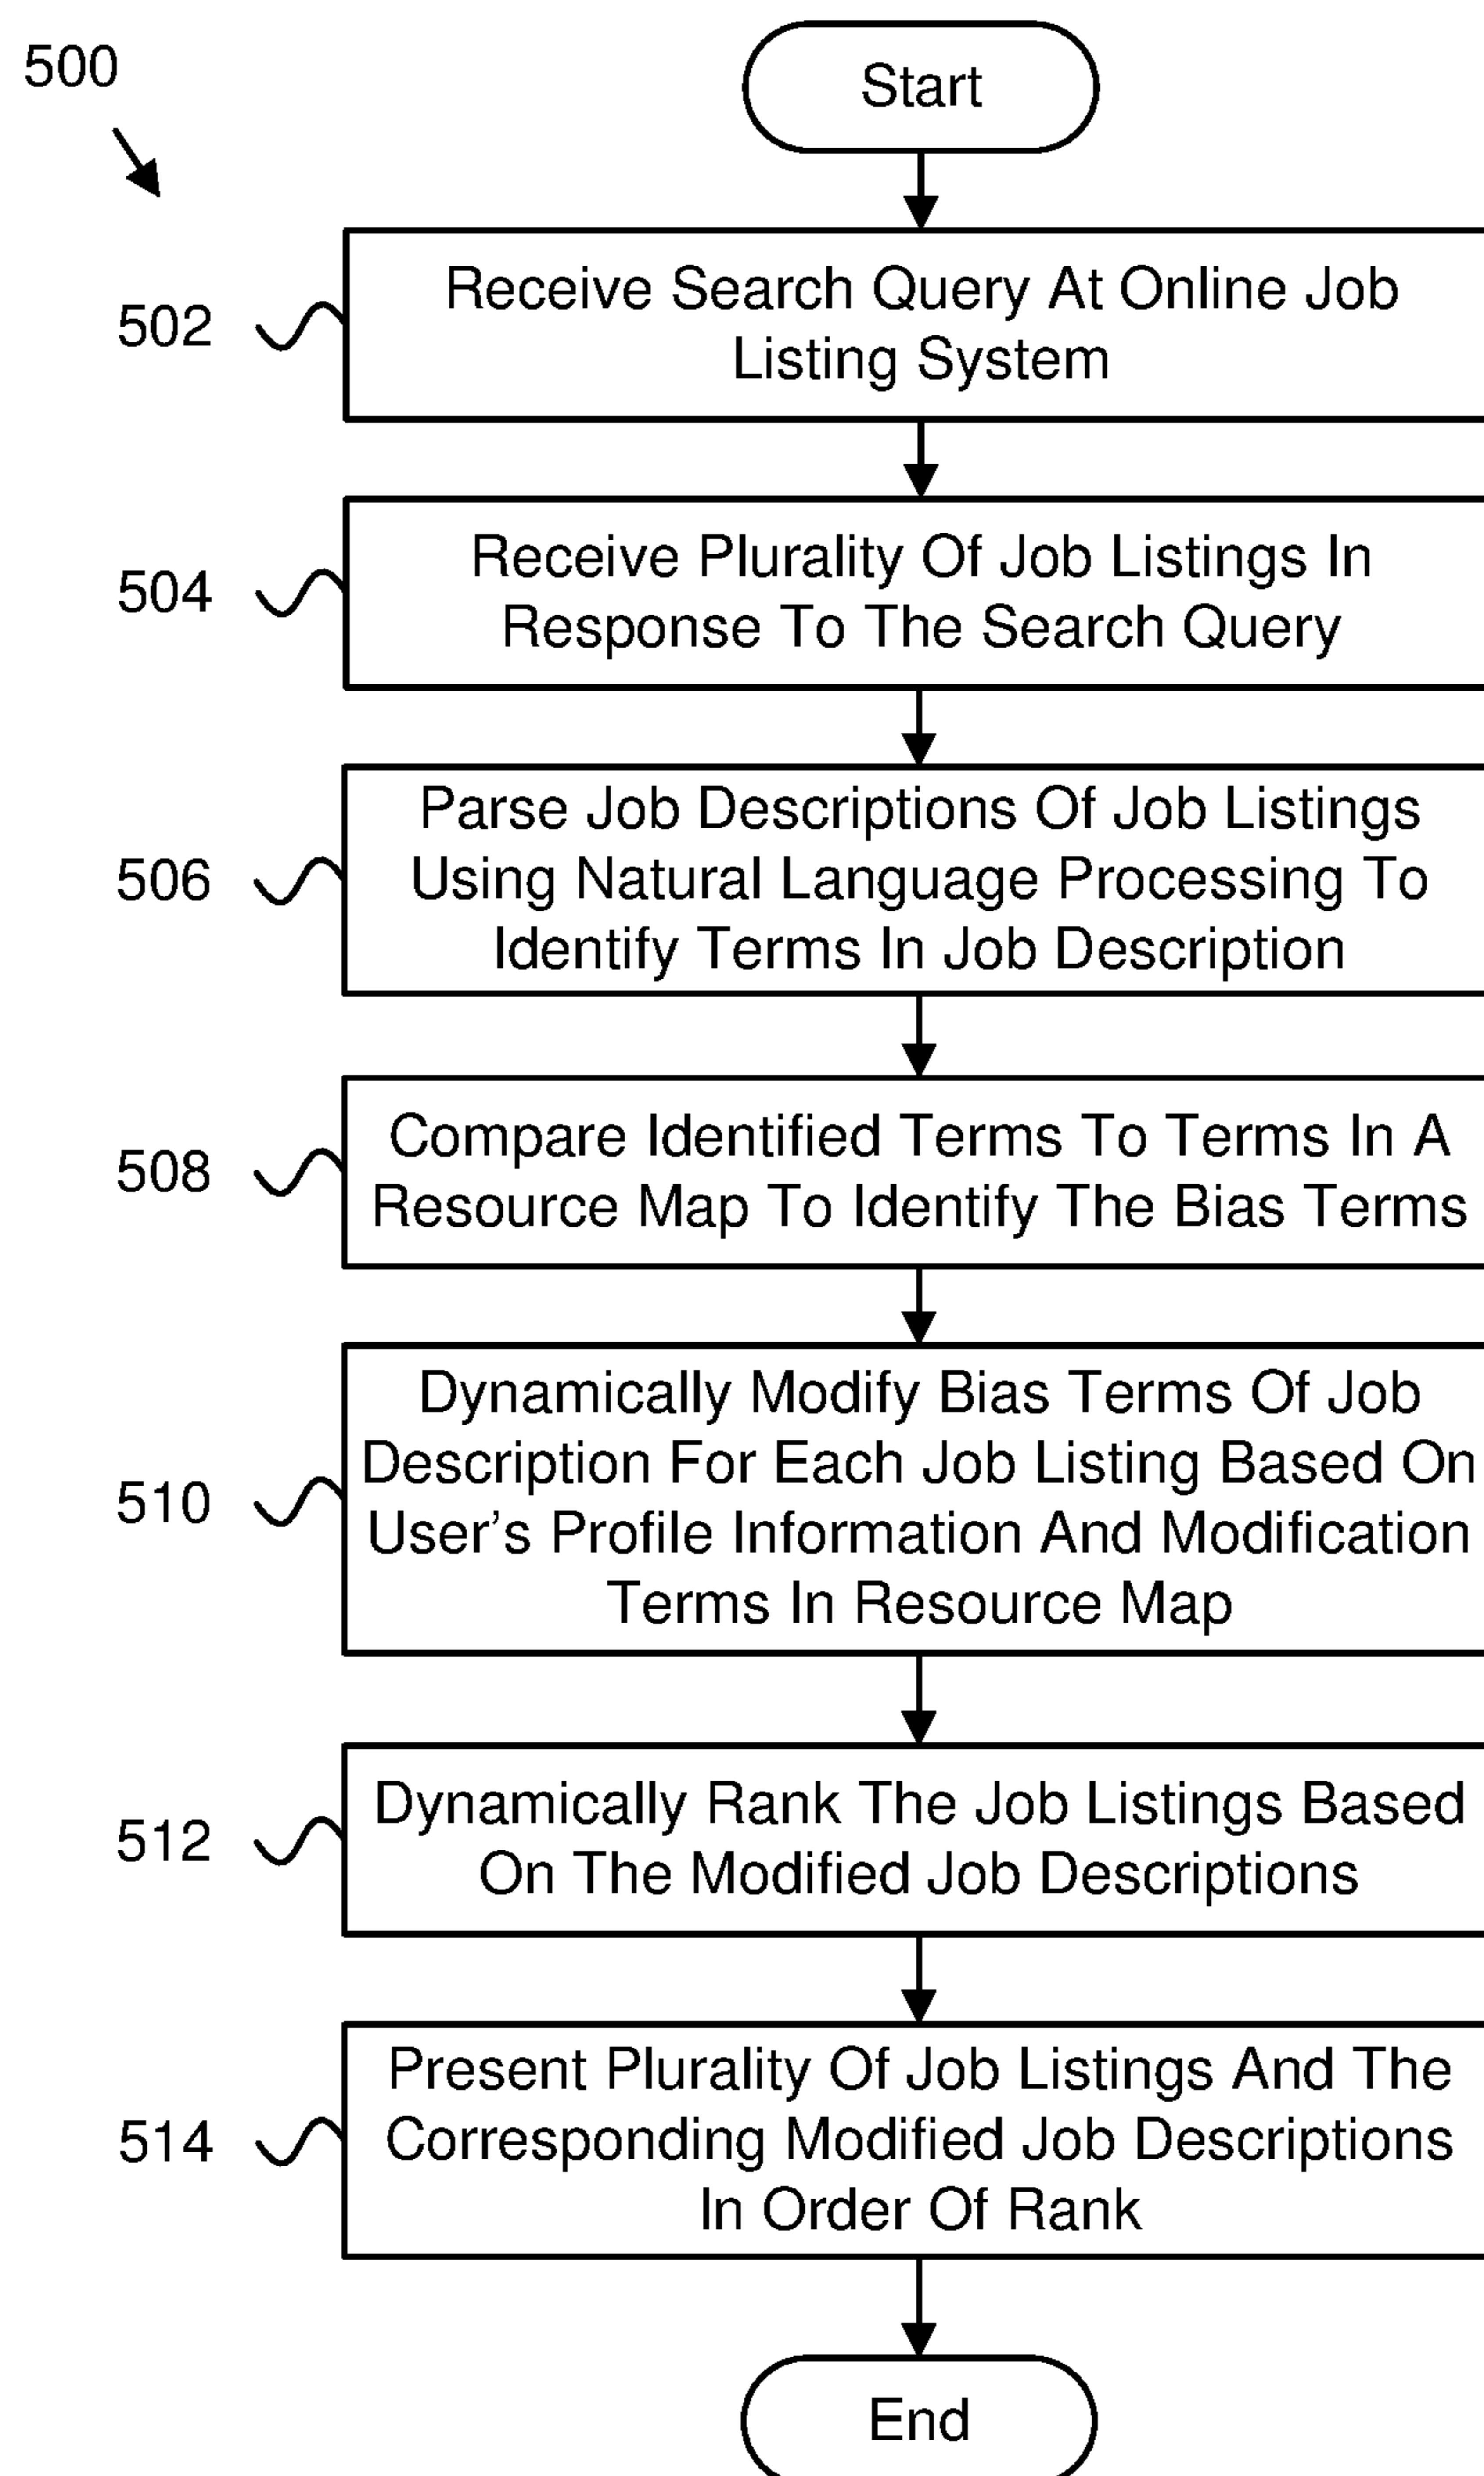 500
Start
502
Receive Search Query At Online Job
Listing System
504
Receive Plurality Of Job Listings In
Response To The Search Query
506
Parse Job Descriptions Of Job Listings
Using Natural Language Processing To
Identify Terms In Job Description
508
Compare Identified Terms To Terms In A
Resource Map To Identify The Bias Terms
510
Dynamically Modify Bias Terms Of Job
Description For Each Job Listing Based On
User's Profile Information And Modification
Terms In Resource Map
512
Dynamically Rank The Job Listings Based
On The Modified Job Descriptions
514
Present Plurality Of Job Listings And The
Corresponding Modified Job Descriptions
In Order Of Rank
End